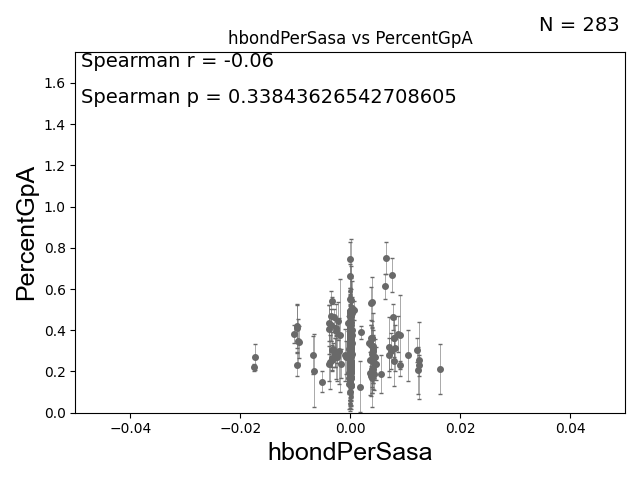 N = 283
hbondPerSasa vs PercentGpA
Spearman r = -0.06
Spearman p = 0.33843626542708605
PercentGpA
1.6
1.4
1.2
1.0
0.8
0.6
0.4
0.2
0.0
−0.04
−0.02
0.00
0.02
0.04
hbondPerSasa